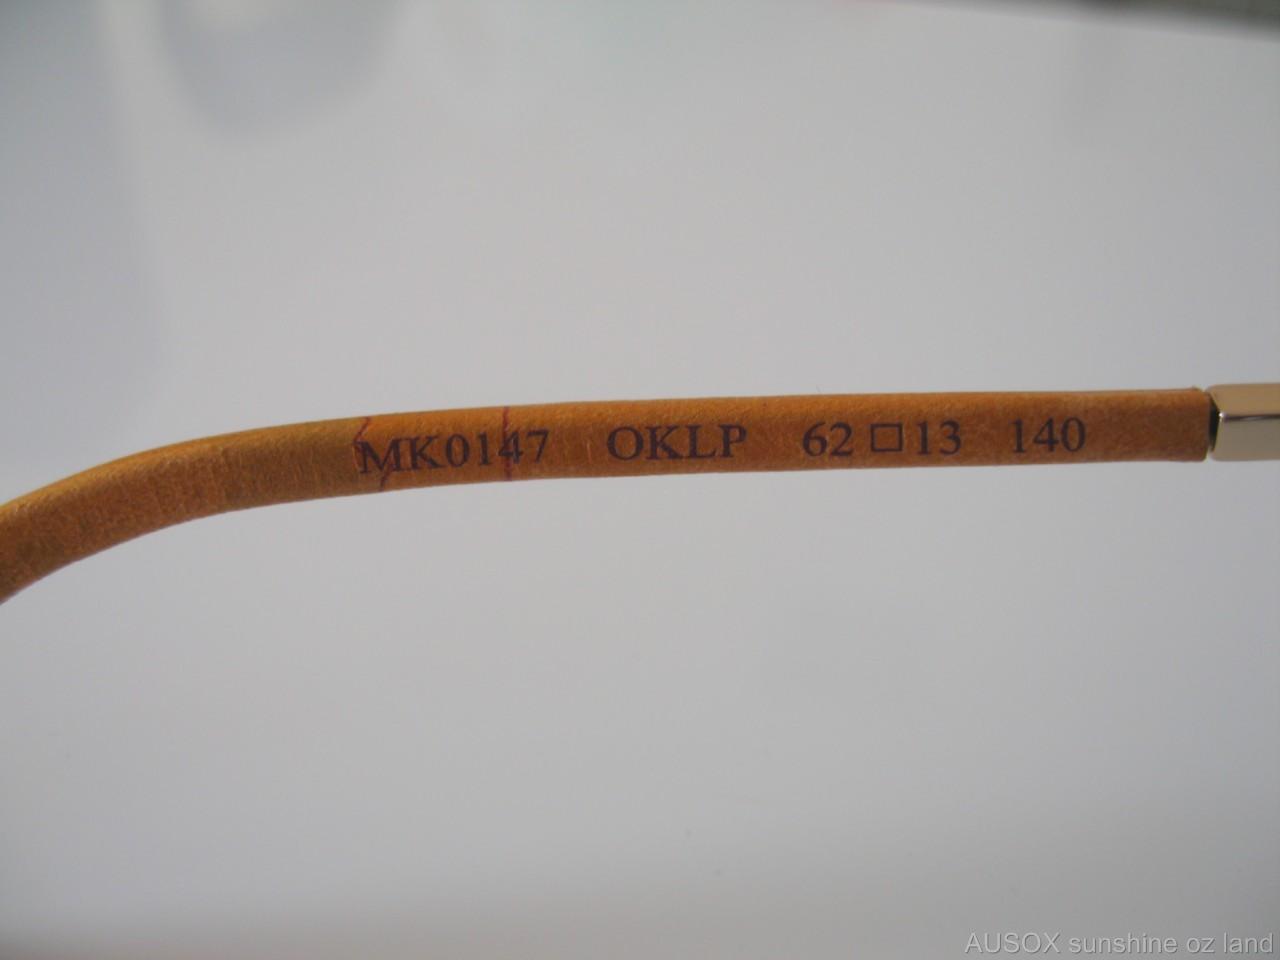 MK0147 OKLP 62□13 140
AUSOX sunshine oz land